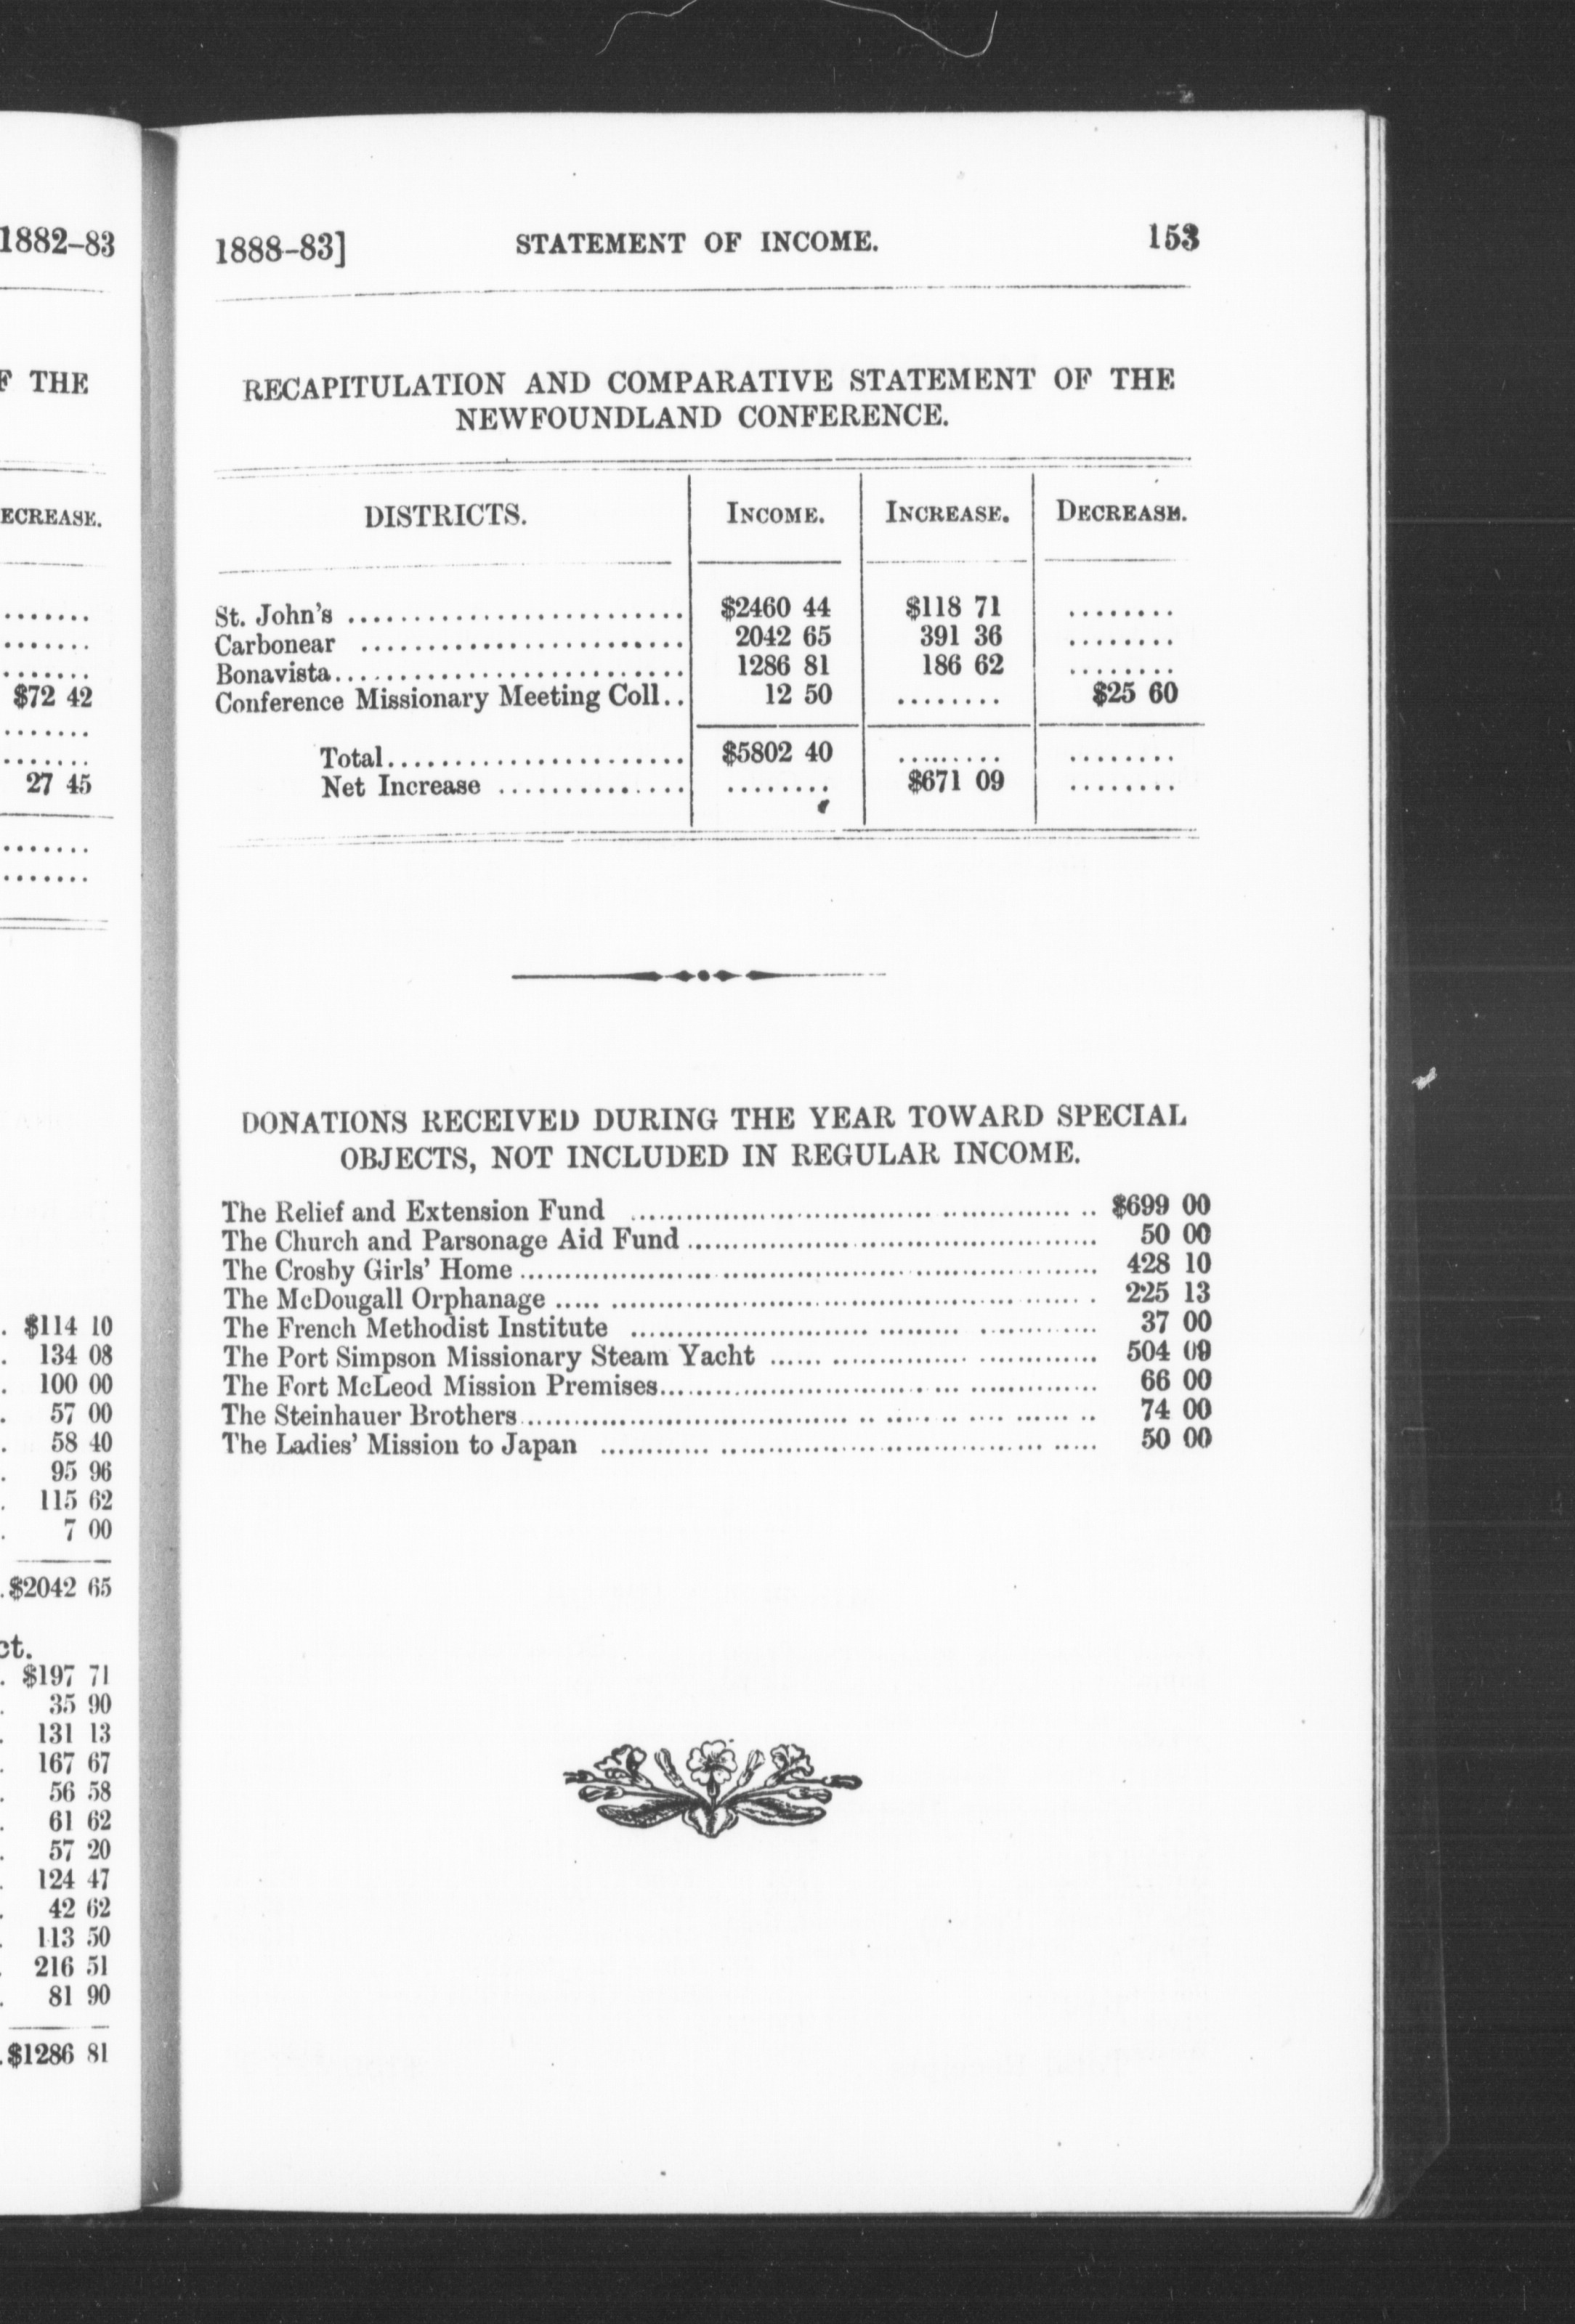 1882-83
F THE
ECREASE.
.......
.......
.......
$72 42
.......
.......
27 45
.......
.......
. $114 10
. 134 08
. 100 00
. 57 00
. 58 40
. 95 96
. 115 62
. 7 00
.$2042 65
ct.
. $197 71
. 35 90
. 131 13
. 167 67
. 56 58
. 61 62
. 57 20
. 124 47
. 42 62
. 113 50
. 216 51
. 81 90
.$1286 81
1888-83] STATEMENT OF INCOME. 153
RECAPITULATION AND COMPARATIVE STATEMENT OF THE
NEWFOUNDLAND CONFERENCE.
DISTRICTS. INCOME. INCREASE. DECREASE.
St. John's .......................... $2460 44 $118 71 ........
Carbonear ......................... 2042 65 391 36 ........
Bonavista........................... 1286 81 186 62 ........
Conference Missionary Meeting Coll.. 12 50 ........ $25 60
Total....................... $5802 40 ........ ........
Net Increase .............. ........ $671 09 ........
DONATIONS RECEIVED DURING THE YEAR TOWARD SPECIAL
OBJECTS, NOT INCLUDED IN REGULAR INCOME.
The Relief and Extension Fund ........................ $699 00
The Church and Parsonage Aid Fund ........................ 50 00
The Crosby Girls' Home ........................ 428 10
The McDougall Orphanage ........................ 225 13
The French Methodist Institute ........................ 37 00
The Port Simpson Missionary Steam Yacht ........................ 504 09
The Fort McLeod Mission Premises........................ 66 00
The Steinhauer Brothers ........................ 74 00
The Ladies' Mission to Japan ........................ 50 00